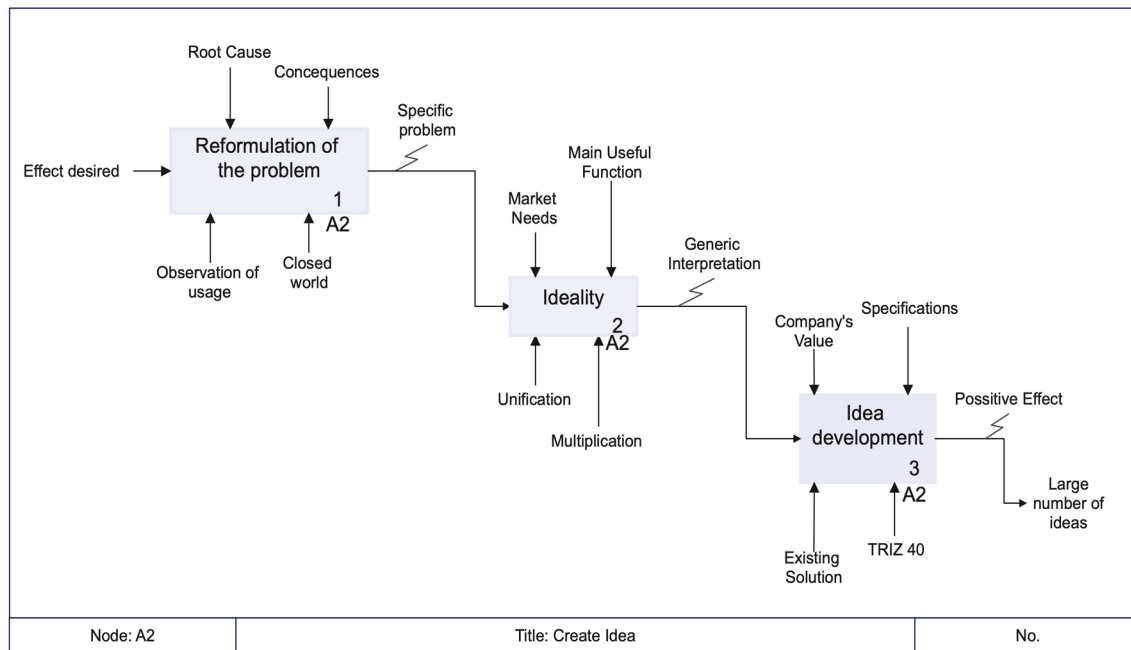 Root Cause
Concequences
Specific
problem
Reformulation of
the problem
1
A2
Effect desired
Observation of
usage
Closed
world
Main Useful
Function
Market
Needs
Generic
Interpretation
Ideality
2
A2
Unification
Multiplication
Company's
Value
Specifications
Idea
development
3
A2
Possitive Effect
Large
number of
ideas
Existing
Solution
TRIZ 40
Node: A2
Title: Create Idea
No.